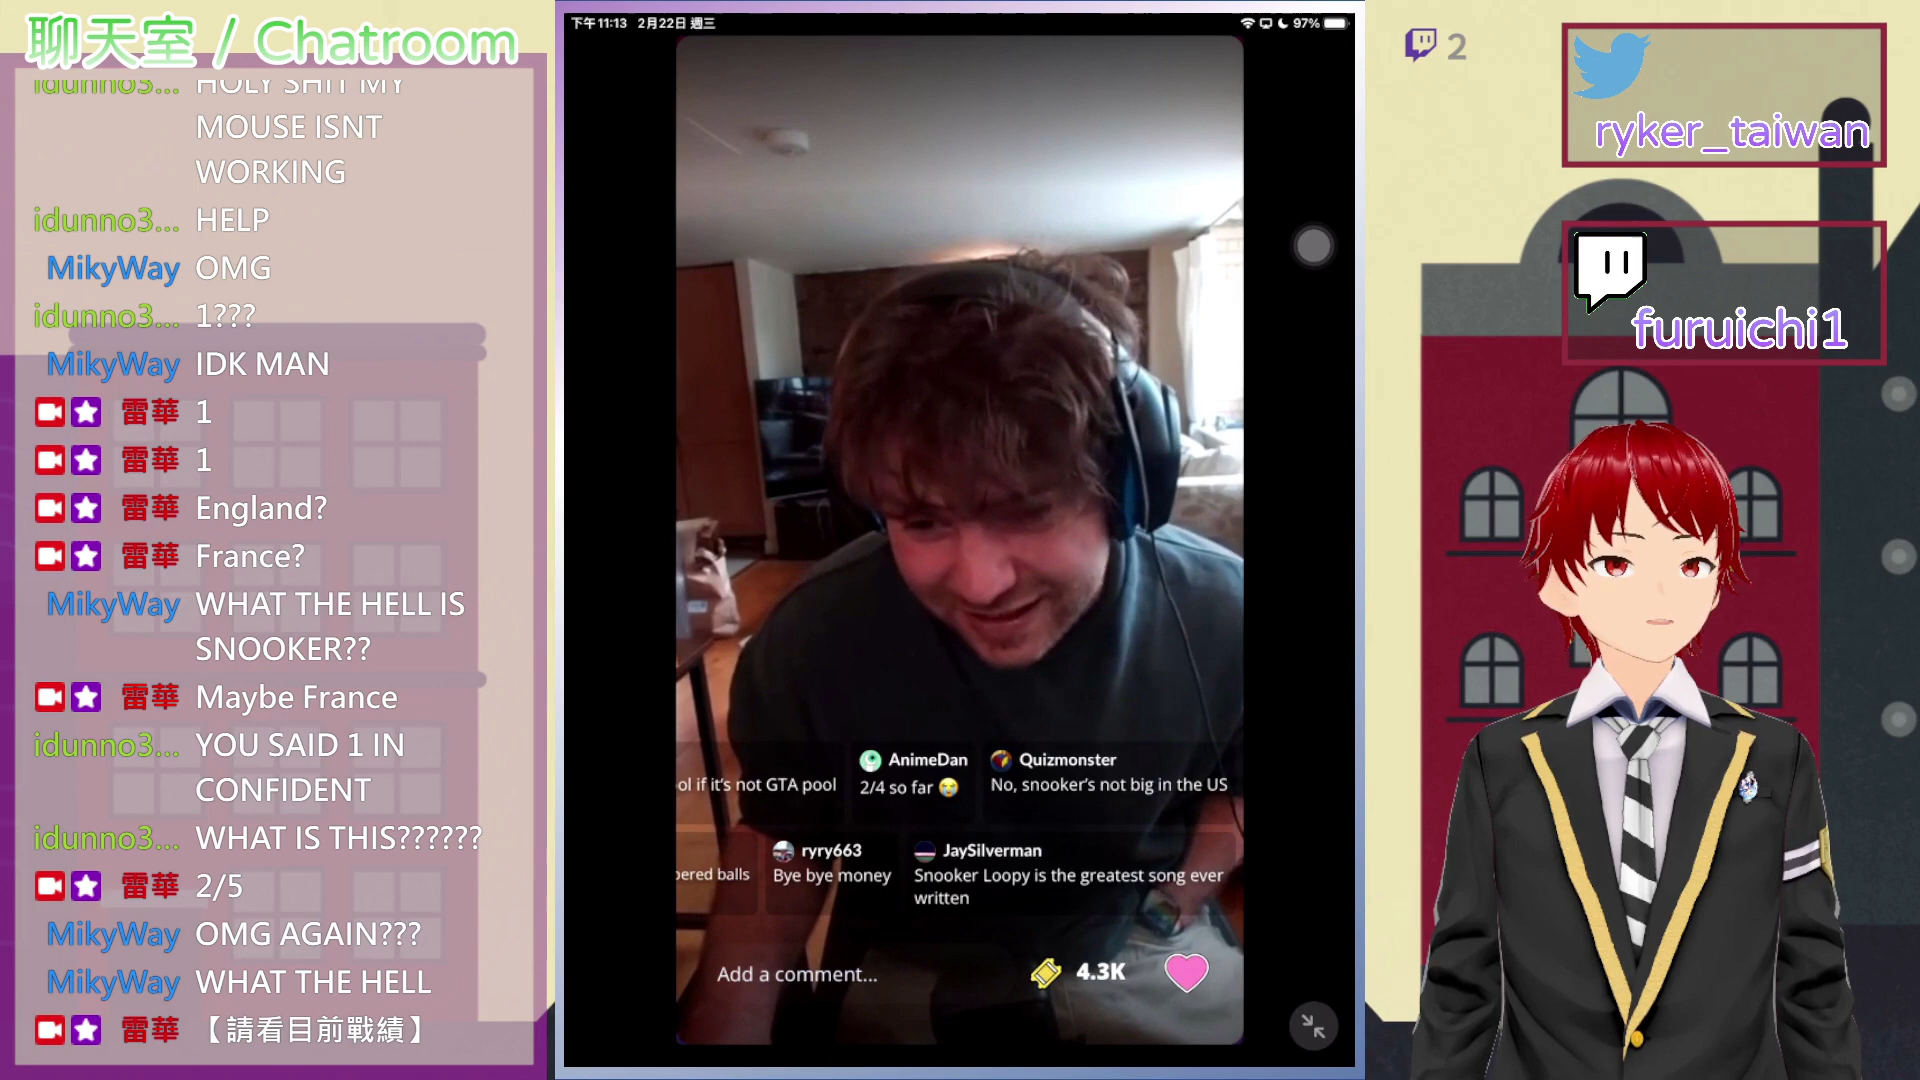 聊天室 / Chatroom
idunno3... HOLY SHIT MY
MOUSE ISNT
WORKING
idunno3... HELP
MikyWay OMG
idunno3... 1???
MikyWay IDK MAN
雷華 1
雷華 1
雷華 England?
雷華 France?
MikyWay WHAT THE HELL IS
SNOOKER??
雷華 Maybe France
idunno3... YOU SAID 1 IN
CONFIDENT
idunno3... WHAT IS THIS??????
雷華 2/5
MikyWay OMG AGAIN???
MikyWay WHAT THE HELL
雷華 【請看目前戰績】
下午11:13 2月22日 週三
97%
AnimeDan
Quizmonster
ol if it's not GTA pool
2/4 so far 😭
No, snooker's not big in the US
ryry663
JaySilverman
pered balls
Bye bye money
Snooker Loopy is the greatest song ever
written
Add a comment...
4.3K
2
ryker_taiwan
furuichi1